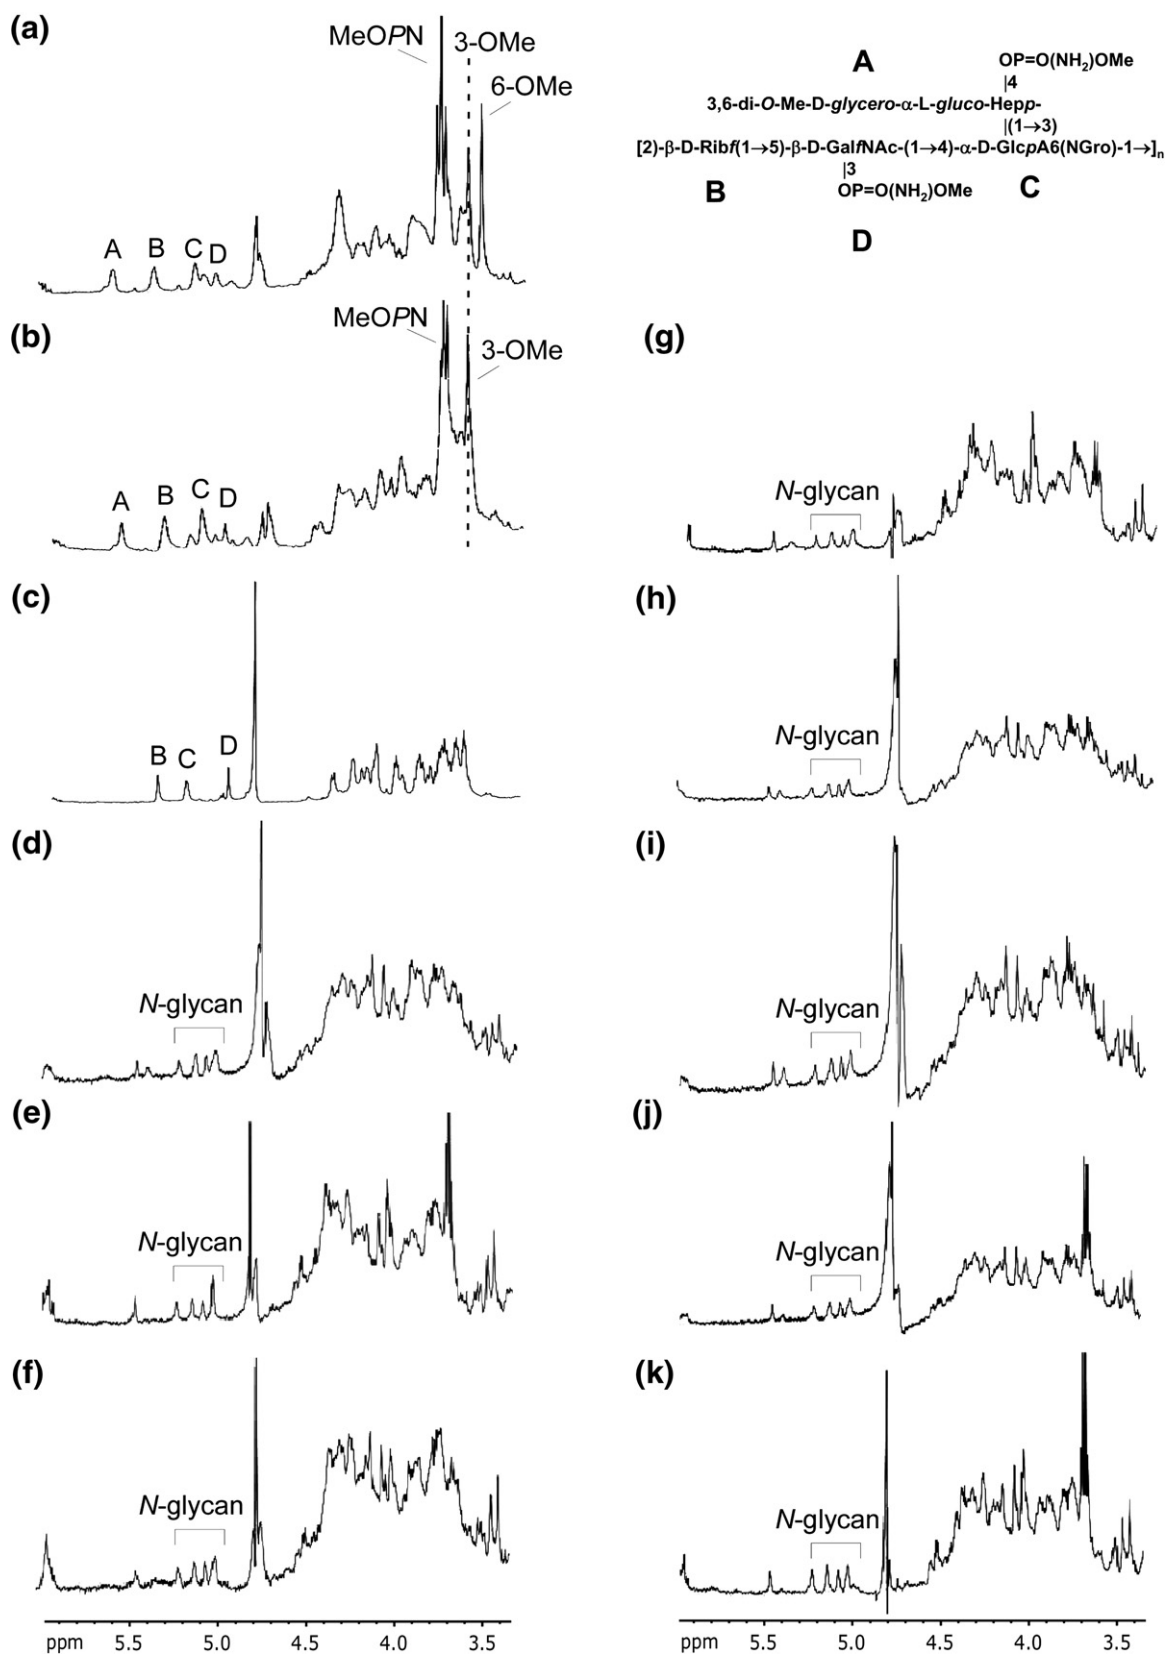 (a)
MeOPN
3-OMe
6-OMe
A B C D
A
OP=O(NH₂)OMe
|4
3,6-di-O-Me-D-glycero-α-L-gluco-Hepp-
|(1→3)
[2)-β-D-Ribf(1→5)-β-D-GalfNAc-(1→4)-α-D-GlcpA6(NGro)-1→]n
|3
B
OP=O(NH₂)OMe
C
D
(b)
MeOPN
3-OMe
A B C D
(c)
B C D
(d)
N-glycan
(e)
N-glycan
(f)
N-glycan
ppm 5.5 5.0 4.5 4.0 3.5
(g)
N-glycan
(h)
N-glycan
(i)
N-glycan
(j)
N-glycan
(k)
N-glycan
ppm 5.5 5.0 4.5 4.0 3.5